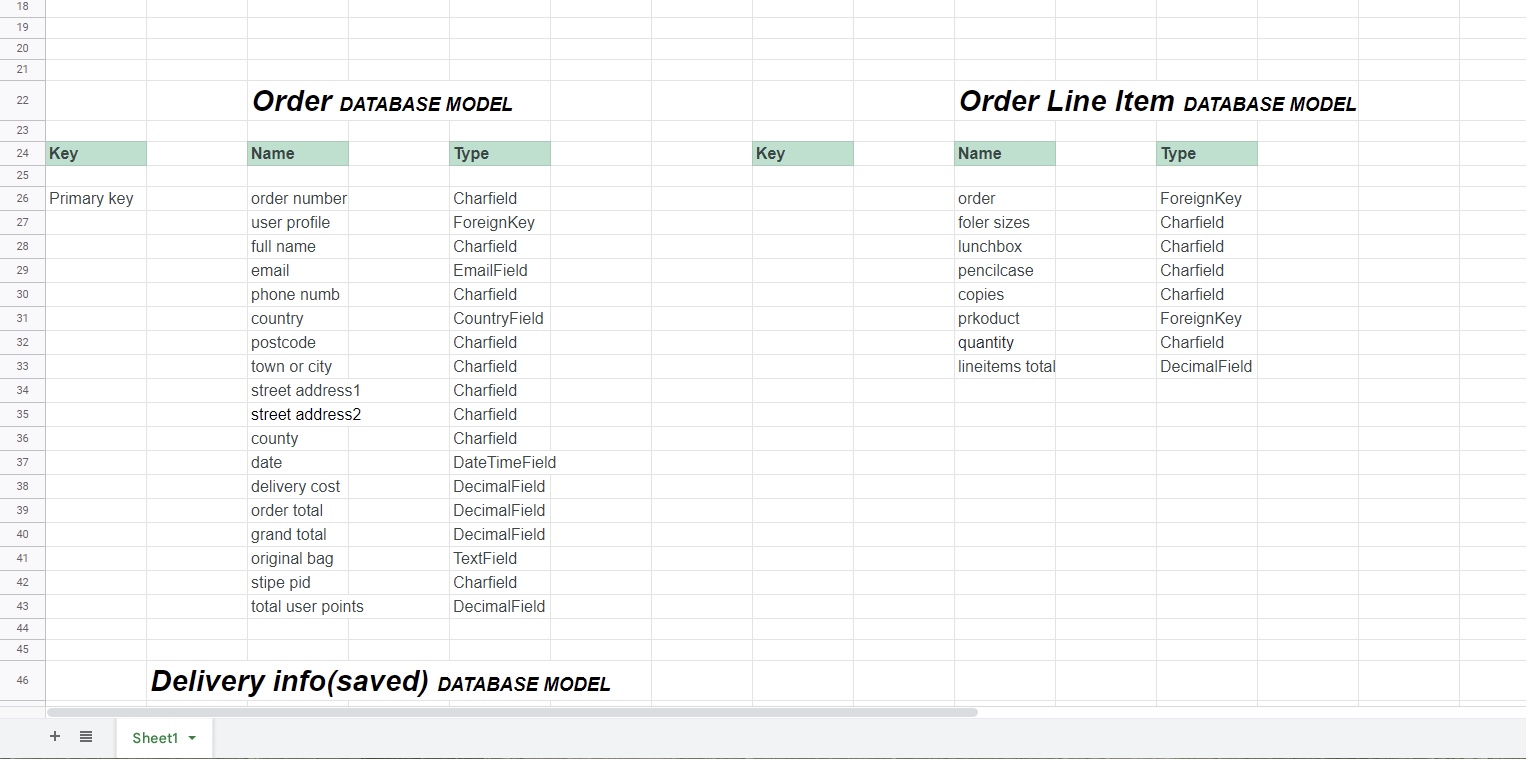 18
19
20
21
22 Order DATABASE MODEL Order Line Item DATABASE MODEL
23
24 Key Name Type Key Name Type
25
26 Primary key order number Charfield order ForeignKey
27 user profile ForeignKey foler sizes Charfield
28 full name Charfield lunchbox Charfield
29 email EmailField pencilcase Charfield
30 phone numb Charfield copies Charfield
31 country CountryField prkoduct ForeignKey
32 postcode Charfield quantity Charfield
33 town or city Charfield lineitems total DecimalField
34 street address1 Charfield
35 street address2 Charfield
36 county Charfield
37 date DateTimeField
38 delivery cost DecimalField
39 order total DecimalField
40 grand total DecimalField
41 original bag TextField
42 stipe pid Charfield
43 total user points DecimalField
44
45
46 Delivery info(saved) DATABASE MODEL
Sheet1